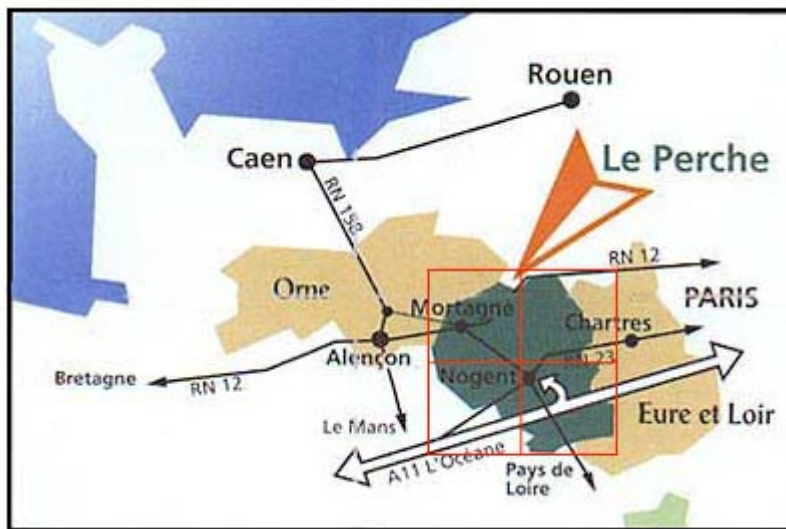 Rouen
Caen
Le Perche
RN 158
RN 12
Orne
Mortagne
PARIS
Chartres
Alençon
RN 23
Bretagne
RN 12
Nogent
Le Mans
Eure et Loir
A11 L'Océane
Pays de
Loire